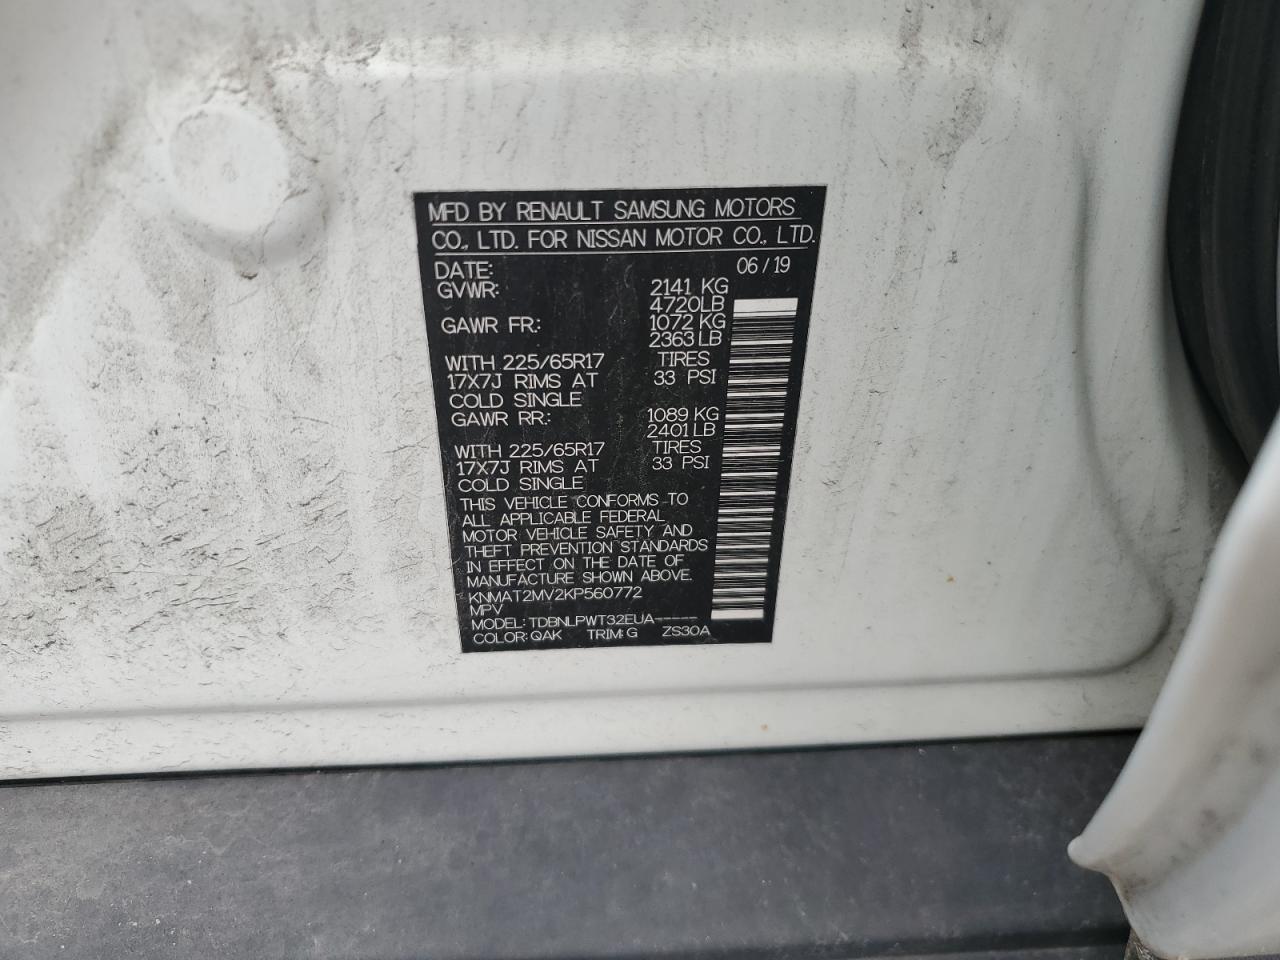 MFD BY RENAULT SAMSUNG MOTORS
CO., LTD. FOR NISSAN MOTOR CO., LTD.
DATE: 06/19
GVWR: 2141 KG
4720LB
GAWR FR.: 1072 KG
2363 LB
WITH 225/65R17 TIRES
17X7J RIMS AT 33 PSI
COLD SINGLE
GAWR RR.: 1089 KG
2401 LB
WITH 225/65R17 TIRES
17X7J RIMS AT 33 PSI
COLD SINGLE
THIS VEHICLE CONFORMS TO
ALL APPLICABLE FEDERAL
MOTOR VEHICLE SAFETY AND
THEFT PREVENTION STANDARDS
IN EFFECT ON THE DATE OF
MANUFACTURE SHOWN ABOVE.
KNMAT2MV2KP560772
MPV
MODEL: TDBNLPWT32EUA-----
COLOR: QAK TRIM: G ZS30A